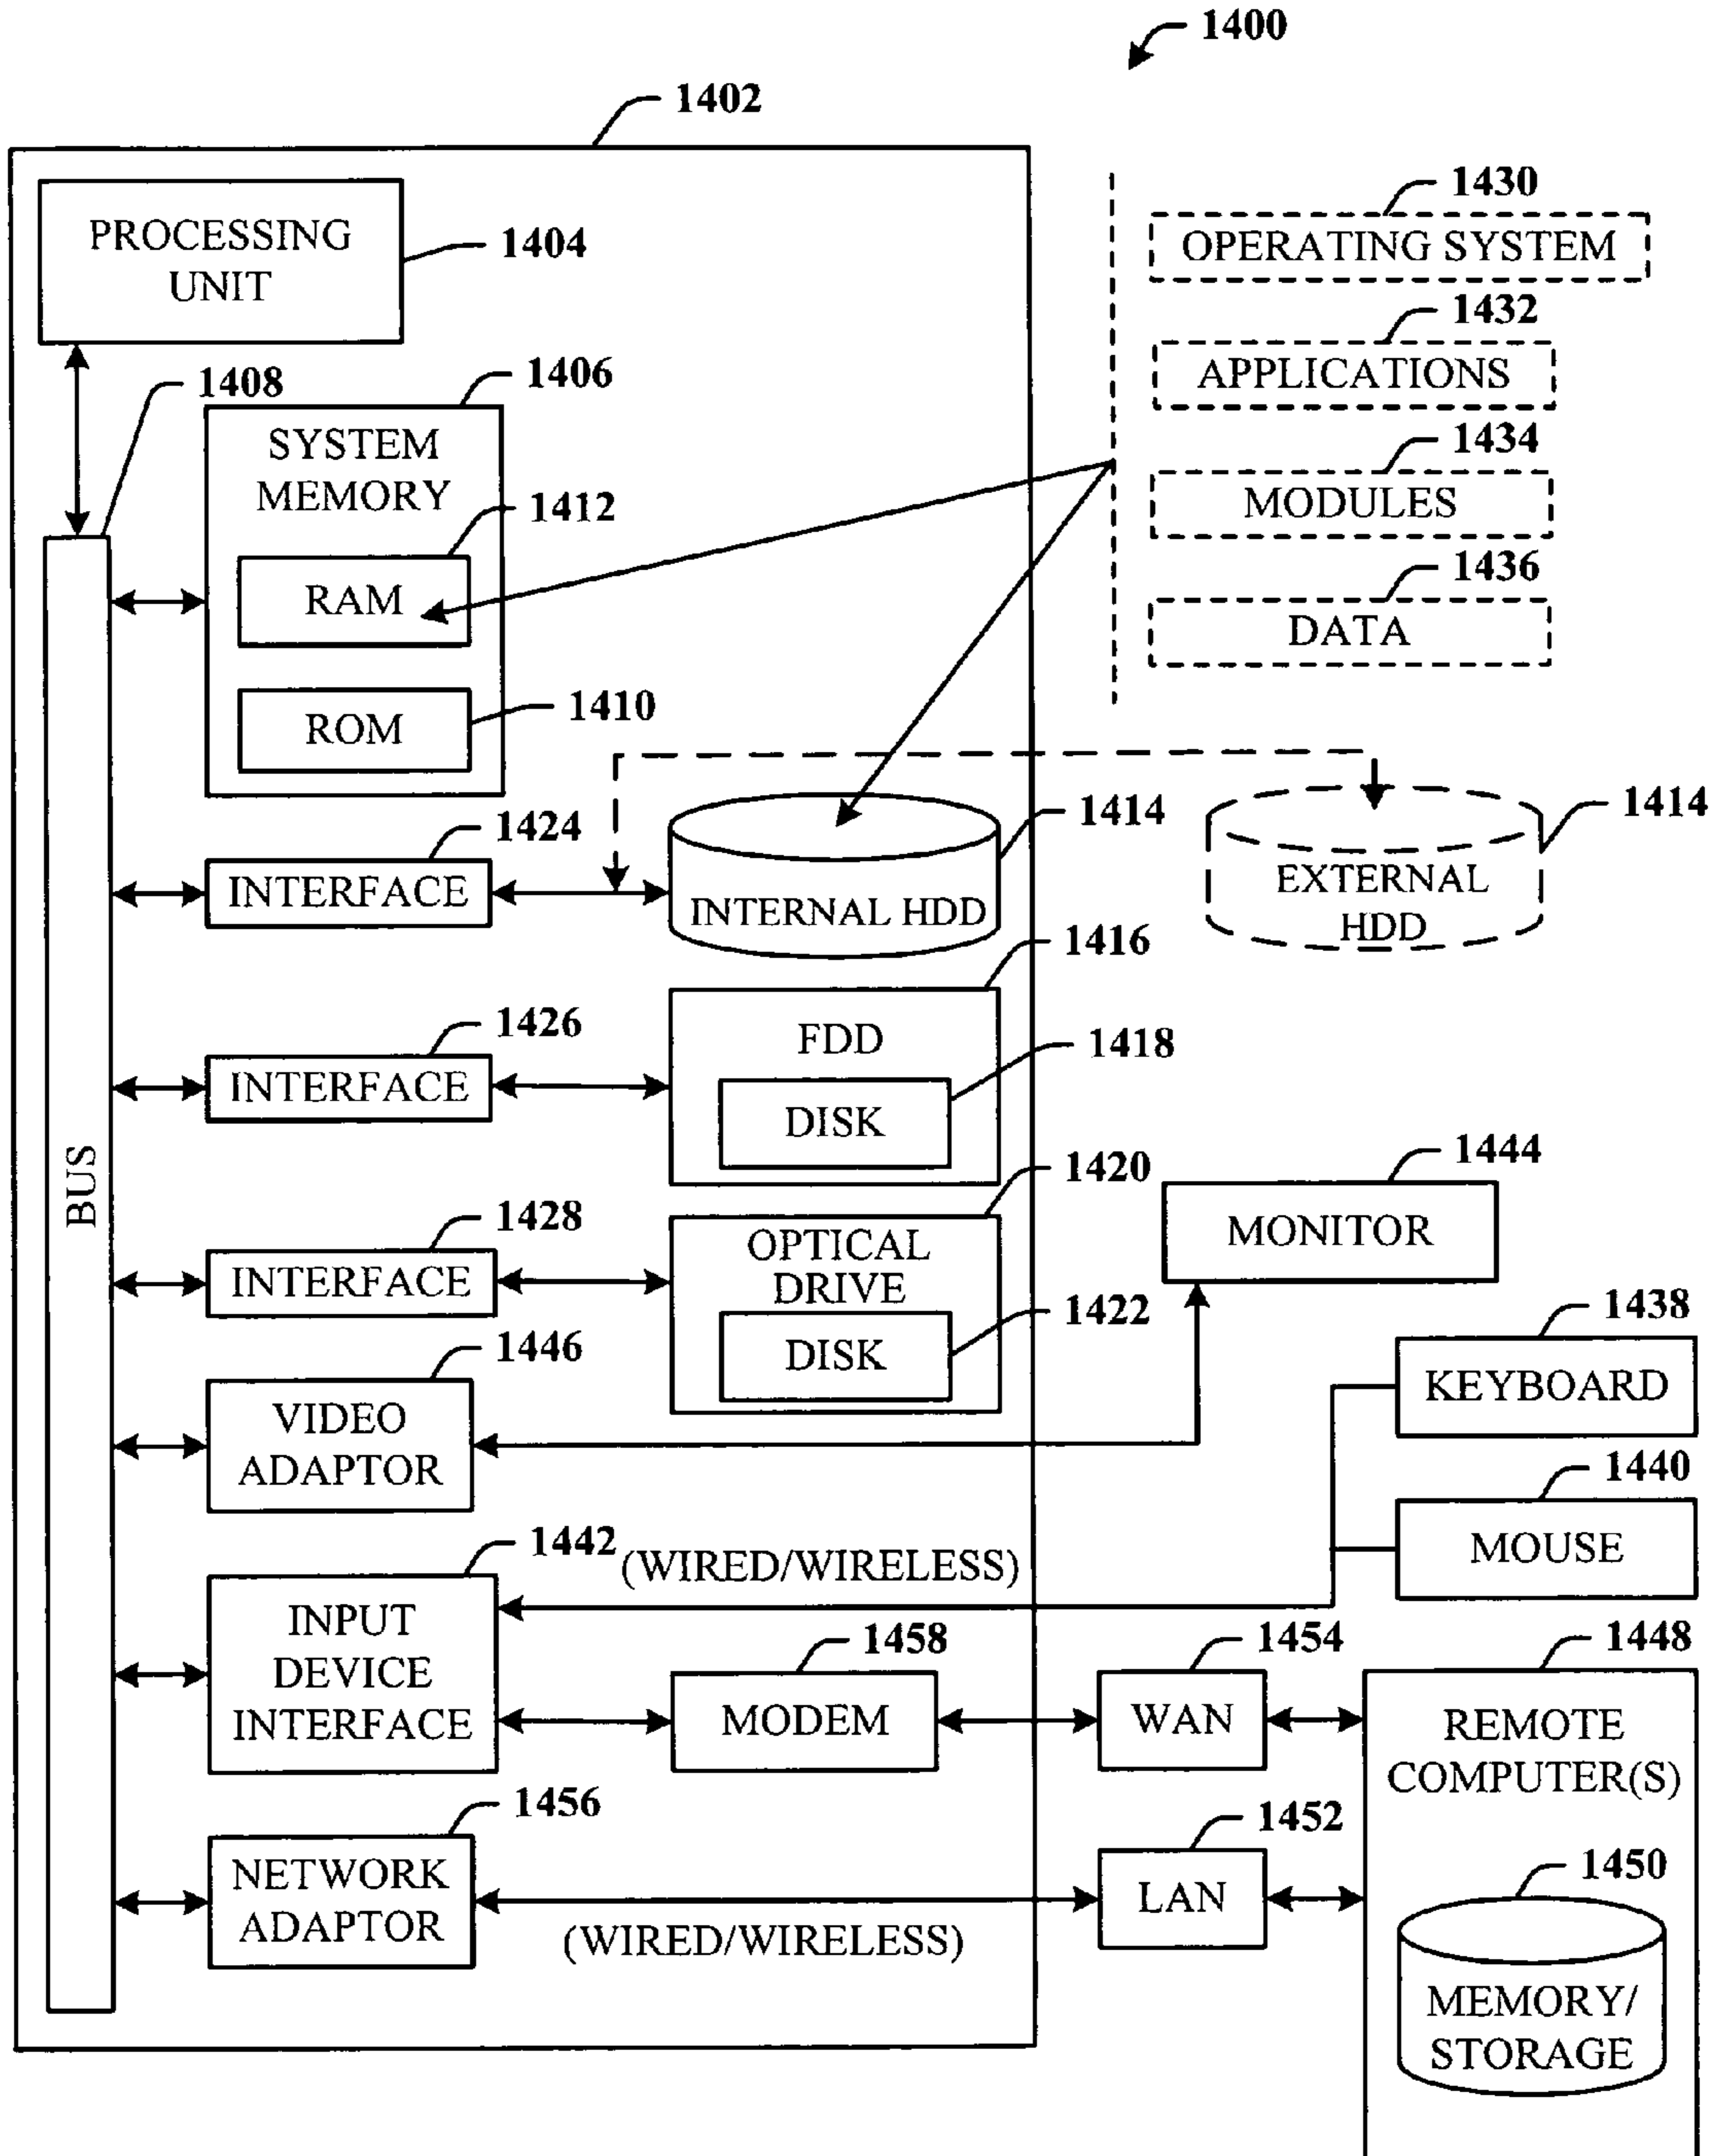 1400
1402
PROCESSING
UNIT
1404
1430
OPERATING SYSTEM
1432
APPLICATIONS
1434
MODULES
1436
DATA
1408
1406
SYSTEM
MEMORY
1412
RAM
1410
ROM
BUS
1424
INTERFACE
1414
INTERNAL HDD
1414
EXTERNAL
HDD
1426
INTERFACE
1416
FDD
1418
DISK
1428
INTERFACE
1420
OPTICAL
DRIVE
1422
DISK
1444
MONITOR
1446
VIDEO
ADAPTOR
1438
KEYBOARD
1440
MOUSE
1442
(WIRED/WIRELESS)
INPUT
DEVICE
INTERFACE
1458
MODEM
1454
WAN
1448
REMOTE
COMPUTER(S)
1456
NETWORK
ADAPTOR
(WIRED/WIRELESS)
1452
LAN
1450
MEMORY/
STORAGE